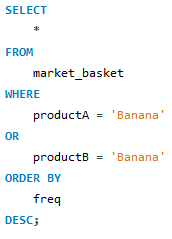 SELECT
    *
FROM
    market_basket
WHERE
    productA = 'Banana'
OR
    productB = 'Banana'
ORDER BY
    freq
DESC;